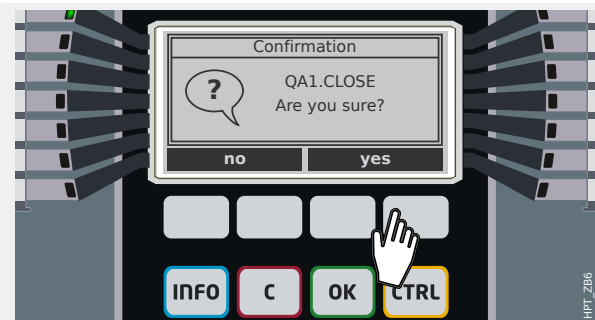 Confirmation
?
QA1.CLOSE
Are you sure?
no yes
INFO C OK CTRL
HPT_ZB6